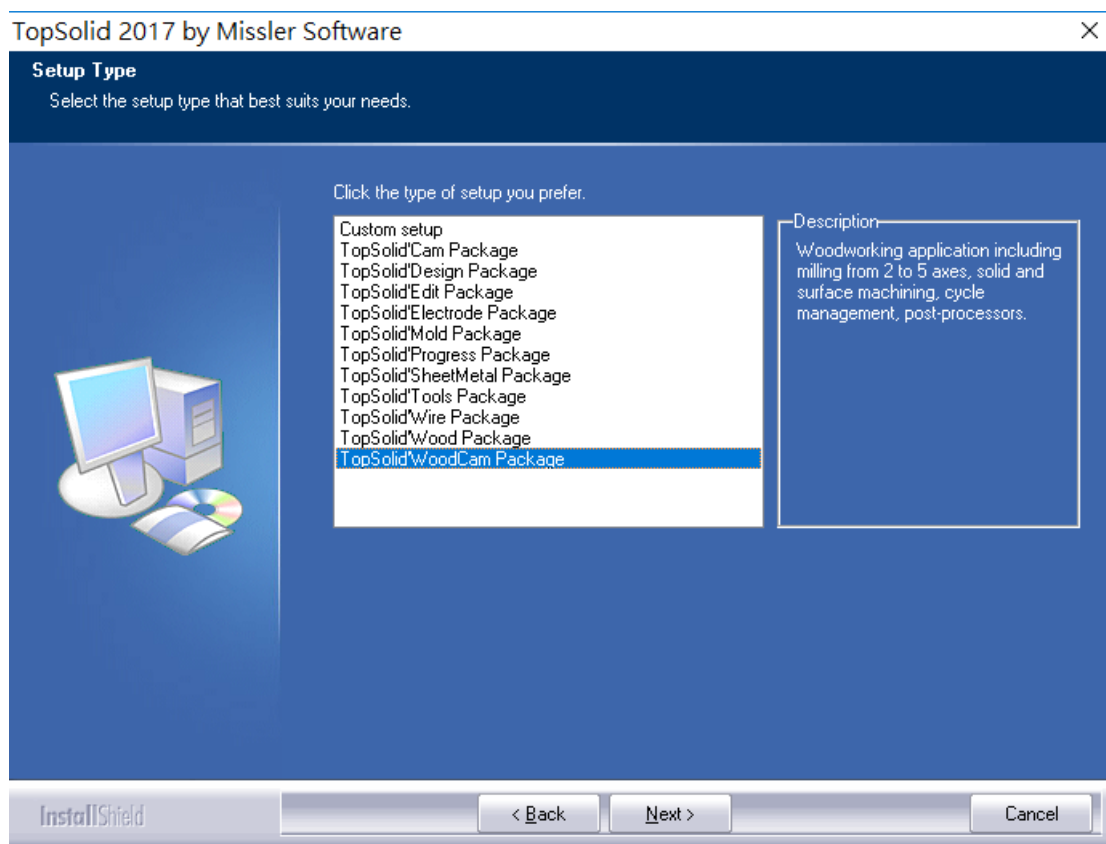 TopSolid 2017 by Missler Software
Setup Type
Select the setup type that best suits your needs.
Click the type of setup you prefer.
Custom setup
TopSolid'Cam Package
TopSolid'Design Package
TopSolid'Edit Package
TopSolid'Electrode Package
TopSolid'Mold Package
TopSolid'Progress Package
TopSolid'SheetMetal Package
TopSolid'Tools Package
TopSolid'Wire Package
TopSolid'Wood Package
TopSolid'WoodCam Package
Description
Woodworking application including
milling from 2 to 5 axes, solid and
surface machining, cycle
management, post-processors.
InstallShield
< Back
Next >
Cancel